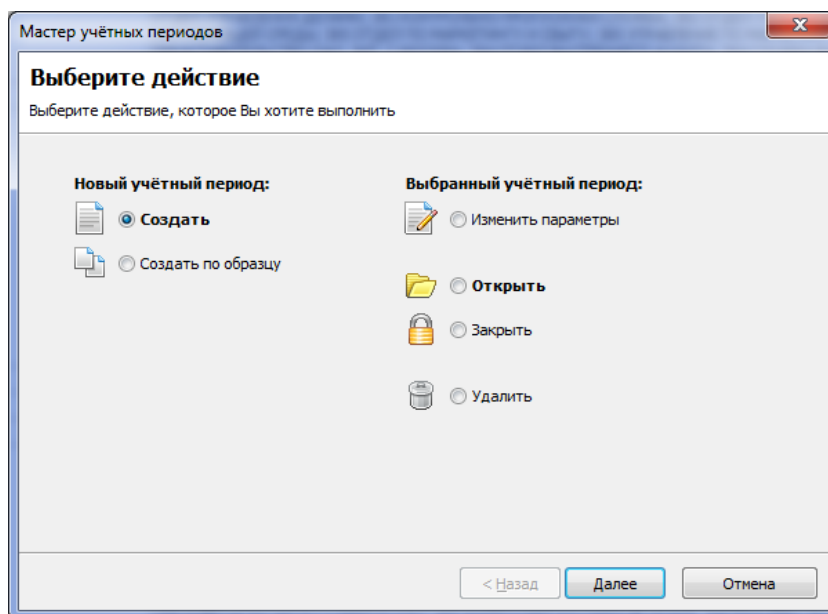 Мастер учётных периодов
Выберите действие
Выберите действие, которое Вы хотите выполнить
Новый учётный период:
Создать
Создать по образцу
Выбранный учётный период:
Изменить параметры
Открыть
Закрыть
Удалить
< Назад
Далее
Отмена